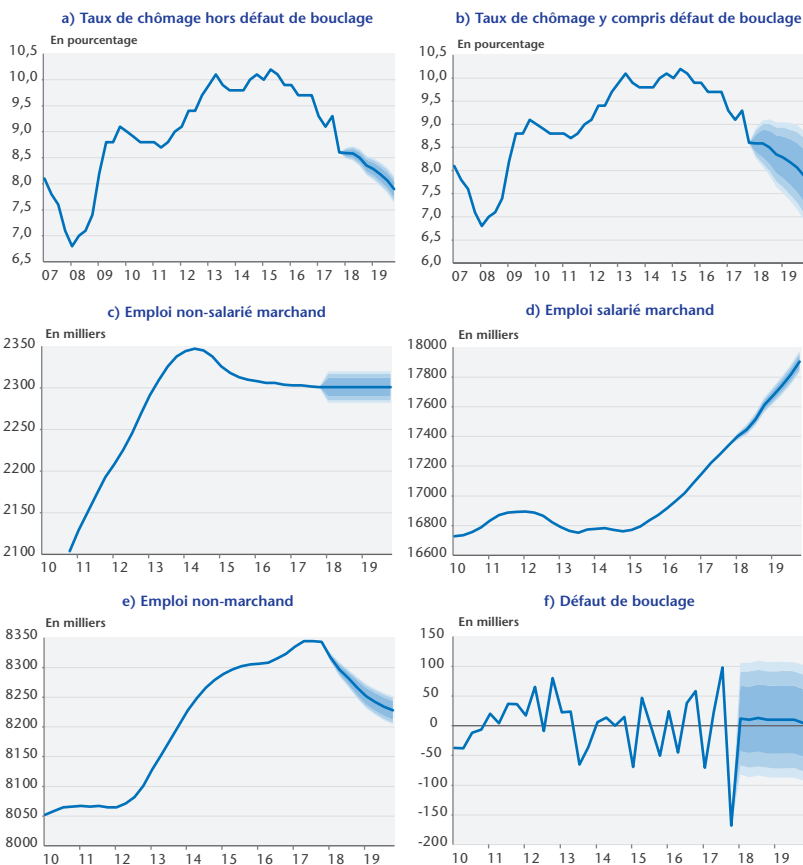 a) Taux de chômage hors défaut de bouclage
En pourcentage
10,5
10,0
9,5
9,0
8,5
8,0
7,5
7,0
6,5
07 08 09 10 11 12 13 14 15 16 17 18 19
b) Taux de chômage y compris défaut de bouclage
En pourcentage
10,5
10,0
9,5
9,0
8,5
8,0
7,5
7,0
6,5
6,0
07 08 09 10 11 12 13 14 15 16 17 18 19
c) Emploi non-salarié marchand
En milliers
2350
2300
2250
2200
2150
2100
10 11 12 13 14 15 16 17 18 19
d) Emploi salarié marchand
En milliers
18000
17800
17600
17400
17200
17000
16800
16600
10 11 12 13 14 15 16 17 18 19
e) Emploi non-marchand
En milliers
8350
8300
8250
8200
8150
8100
8050
8000
10 11 12 13 14 15 16 17 18 19
f) Défaut de bouclage
En milliers
150
100
50
0
-50
-100
-150
-200
10 11 12 13 14 15 16 17 18 19